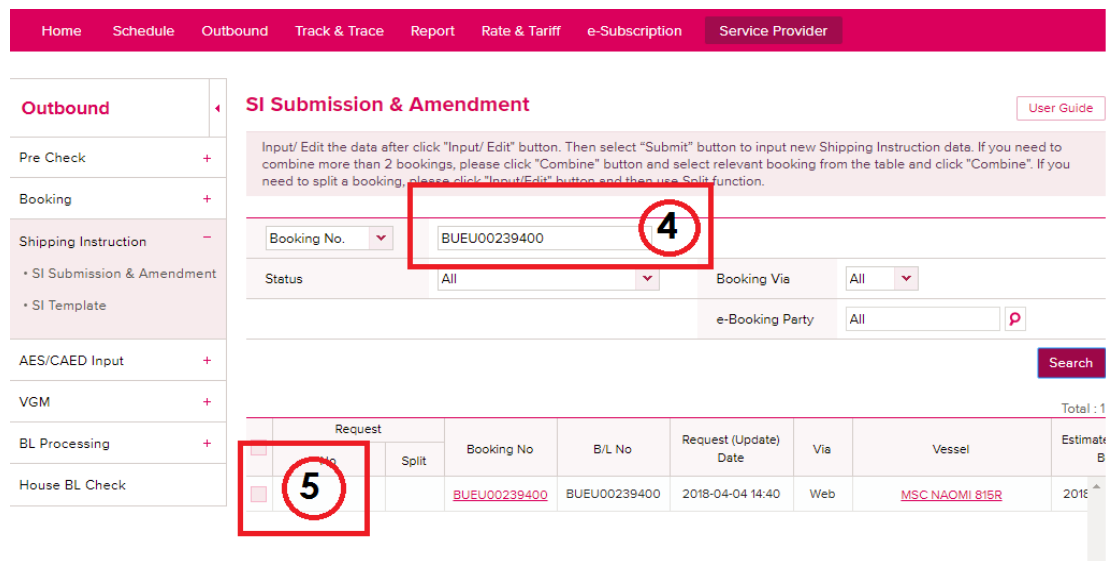 Home Schedule Outbound Track & Trace Report Rate & Tariff e-Subscription Service Provider
Outbound
Pre Check +
Booking +
Shipping Instruction −
• SI Submission & Amendment
• SI Template
AES/CAED Input +
VGM +
BL Processing +
House BL Check
SI Submission & Amendment
User Guide
Input/ Edit the data after click "Input/ Edit" button. Then select "Submit" button to input new Shipping Instruction data. If you need to
combine more than 2 bookings, please click "Combine" button and select relevant booking from the table and click "Combine". If you
need to split a booking, please click "Input/Edit" button and then use Split function.
Booking No. BUEU00239400 4
Status All Booking Via All
e-Booking Party All
Search
Total : 1
Request
No. Split Booking No B/L No Request (Update) Date Via Vessel Estimate B
5 BUEU00239400 BUEU00239400 2018-04-04 14:40 Web MSC NAOMI 815R 2018